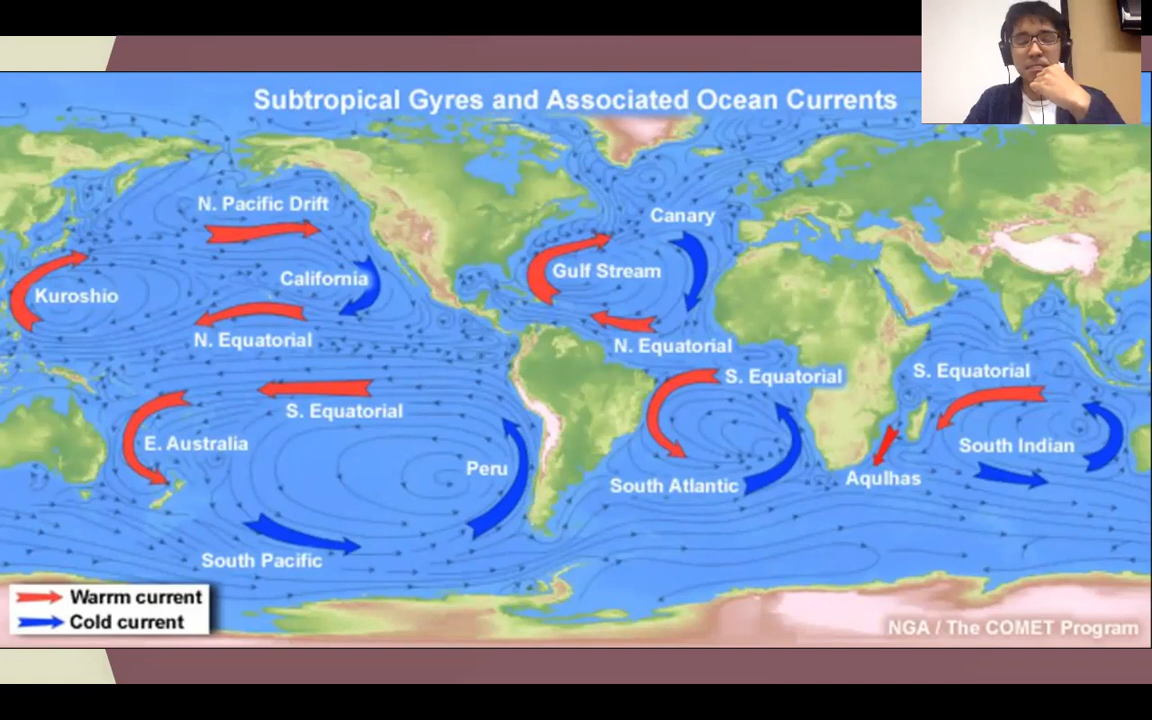 Subtropical Gyres and Associated Ocean Currents
N. Pacific Drift
Canary
California
Gulf Stream
Kuroshio
N. Equatorial
N. Equatorial
S. Equatorial
S. Equatorial
S. Equatorial
E. Australia
South Indian
Peru
Aqulhas
South Atlantic
South Pacific
Warrm current
Cold current
NGA / The COMET Program